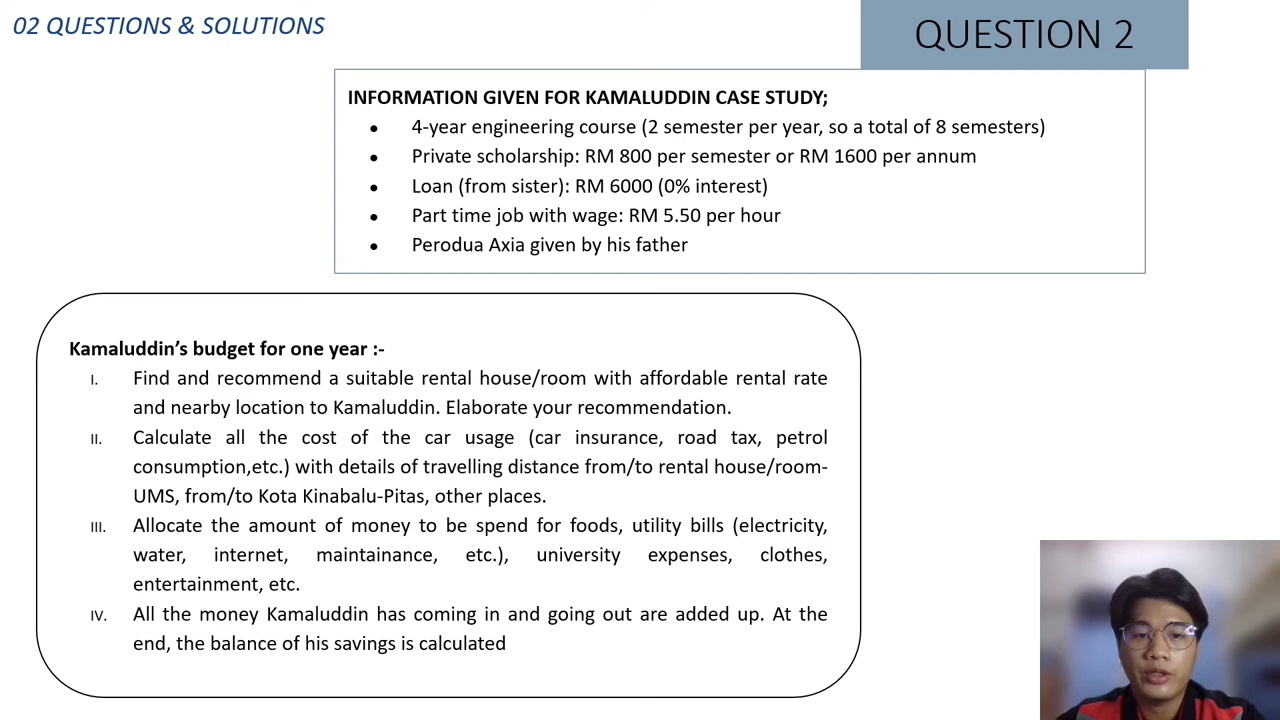 02 QUESTIONS & SOLUTIONS
QUESTION 2
INFORMATION GIVEN FOR KAMALUDDIN CASE STUDY;
• 4-year engineering course (2 semester per year, so a total of 8 semesters)
• Private scholarship: RM 800 per semester or RM 1600 per annum
• Loan (from sister): RM 6000 (0% interest)
• Part time job with wage: RM 5.50 per hour
• Perodua Axia given by his father
Kamaluddin’s budget for one year :-
I. Find and recommend a suitable rental house/room with affordable rental rate
and nearby location to Kamaluddin. Elaborate your recommendation.
II. Calculate all the cost of the car usage (car insurance, road tax, petrol
consumption,etc.) with details of travelling distance from/to rental house/room-
UMS, from/to Kota Kinabalu-Pitas, other places.
III. Allocate the amount of money to be spend for foods, utility bills (electricity,
water, internet, maintainance, etc.), university expenses, clothes,
entertainment, etc.
IV. All the money Kamaluddin has coming in and going out are added up. At the
end, the balance of his savings is calculated